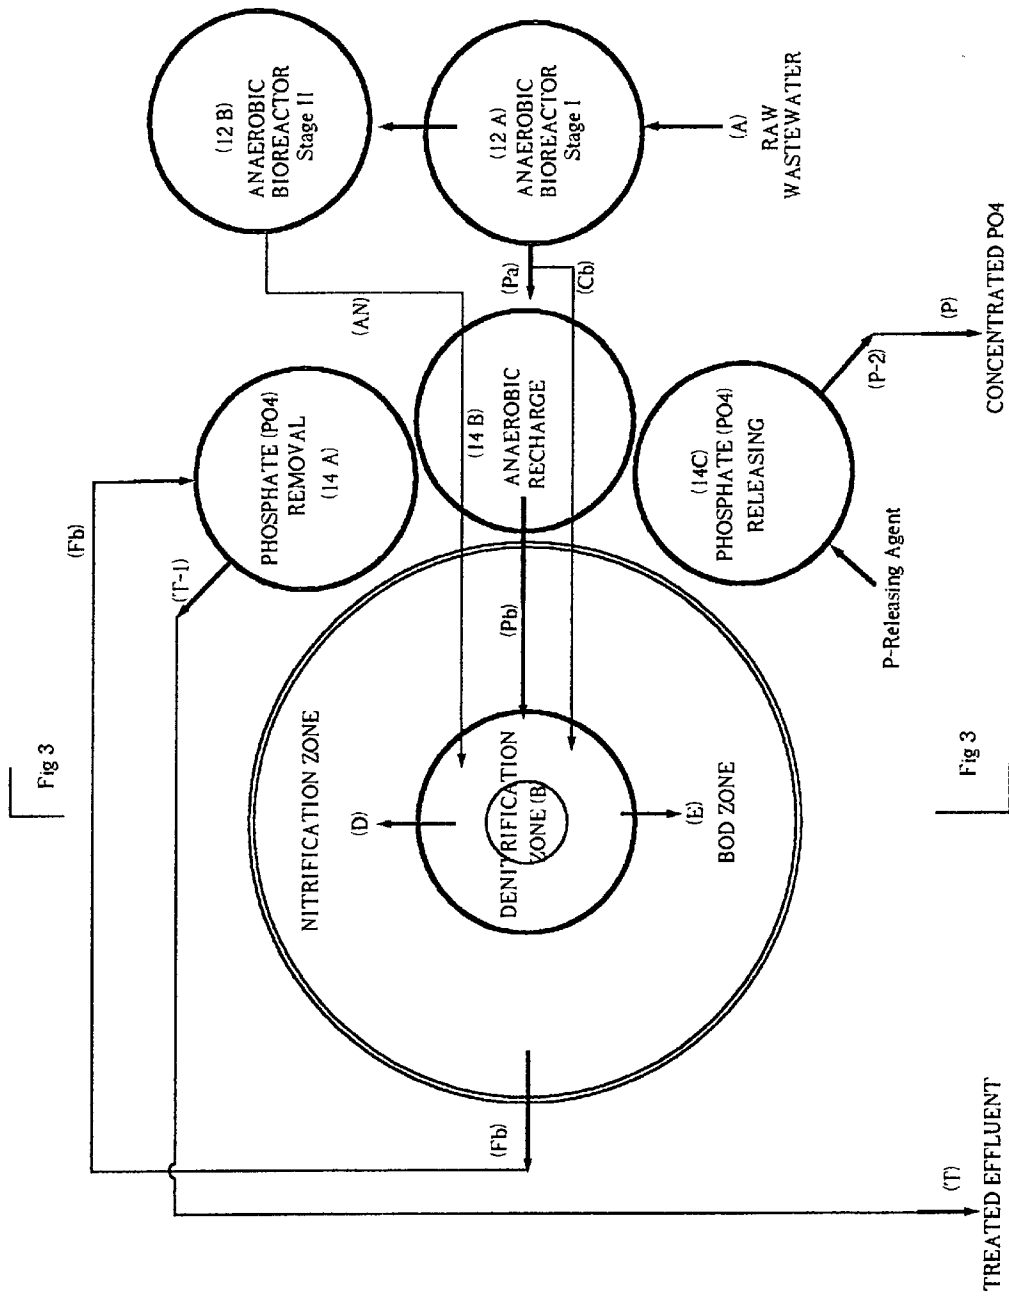 (12 B)
ANAEROBIC
BIOREACTOR
Stage II
(12 A)
ANAEROBIC
BIOREACTOR
Stage I
(A)
RAW
WASTEWATER
(AN)
(Pa)
(Cb)
PHOSPHATE (PO4)
REMOVAL
(14 A)
(14 B)
ANAEROBIC
RECHARGE
(14C)
PHOSPHATE (PO4)
RELEASING
(P-2)
(P)
CONCENTRATED PO4
P-Releasing Agent
(Fb)
(T-1)
(Pb)
Fig 3
NITRIFICATION ZONE
(D)
DENITRIFICATION
ZONE (B
(E)
BOD ZONE
Fig 3
(Fb)
(T)
TREATED EFFLUENT